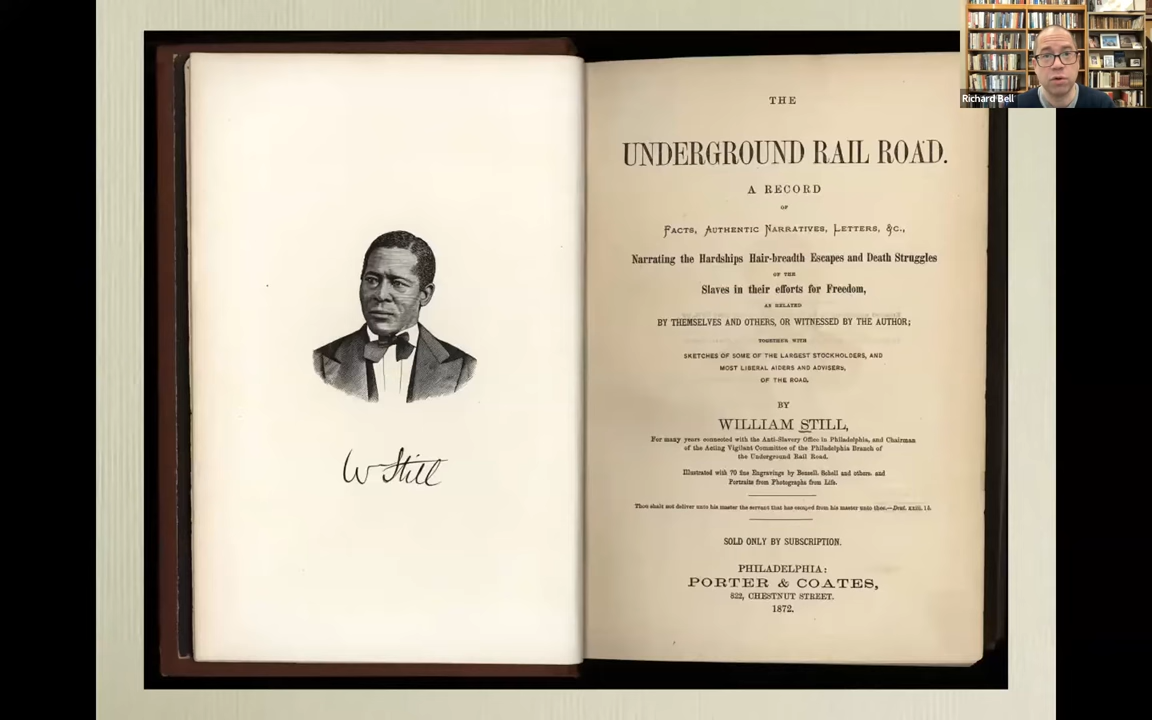 W Still
THE
UNDERGROUND RAIL ROAD.
A RECORD
OF
FACTS, AUTHENTIC NARRATIVES, LETTERS, &C.,
Narrating the Hardships Hair-breadth Escapes and Death Struggles
OF THE
Slaves in their efforts for Freedom,
AS RELATED
BY THEMSELVES AND OTHERS, OR WITNESSED BY THE AUTHOR;
TOGETHER WITH
SKETCHES OF SOME OF THE LARGEST STOCKHOLDERS, AND
MOST LIBERAL AIDERS AND ADVISERS,
OF THE ROAD.
BY
WILLIAM STILL,
For many years connected with the Anti-Slavery Office in Philadelphia, and Chairman
of the Acting Vigilant Committee of the Philadelphia Branch of
the Underground Rail Road.
Illustrated with 70 fine Engravings by Bensell, Schell and others, and
Portraits from Photographs from Life.
Thou shalt not deliver unto his master the servant that has escaped from his master unto thee.—Deut. xxiii. 15.
SOLD ONLY BY SUBSCRIPTION.
PHILADELPHIA:
PORTER & COATES,
822, CHESTNUT STREET.
1872.
Richard Bell